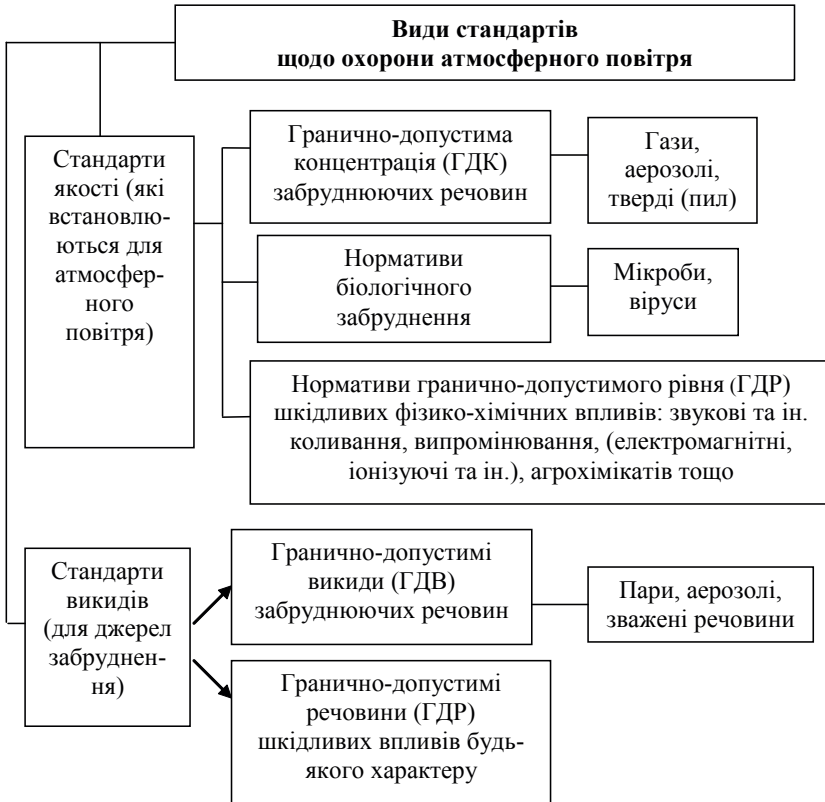 Види стандартів
щодо охорони атмосферного повітря
Стандарти
якості (які
встановлю-
ються для
атмосфер-
ного
повітря)
Гранично-допустима
концентрація (ГДК)
забруднюючих речовин
Гази,
аерозолі,
тверді (пил)
Нормативи
біологічного
забруднення
Мікроби,
віруси
Нормативи гранично-допустимого рівня (ГДР)
шкідливих фізико-хімічних впливів: звукові та ін.
коливання, випромінювання, (електромагнітні,
іонізуючі та ін.), агрохімікатів тощо
Стандарти
викидів
(для джерел
забруднен-
ня)
Гранично-допустимі
викиди (ГДВ)
забруднюючих речовин
Пари, аерозолі,
зважені речовини
Гранично-допустимі
речовини (ГДР)
шкідливих впливів будь-
якого характеру